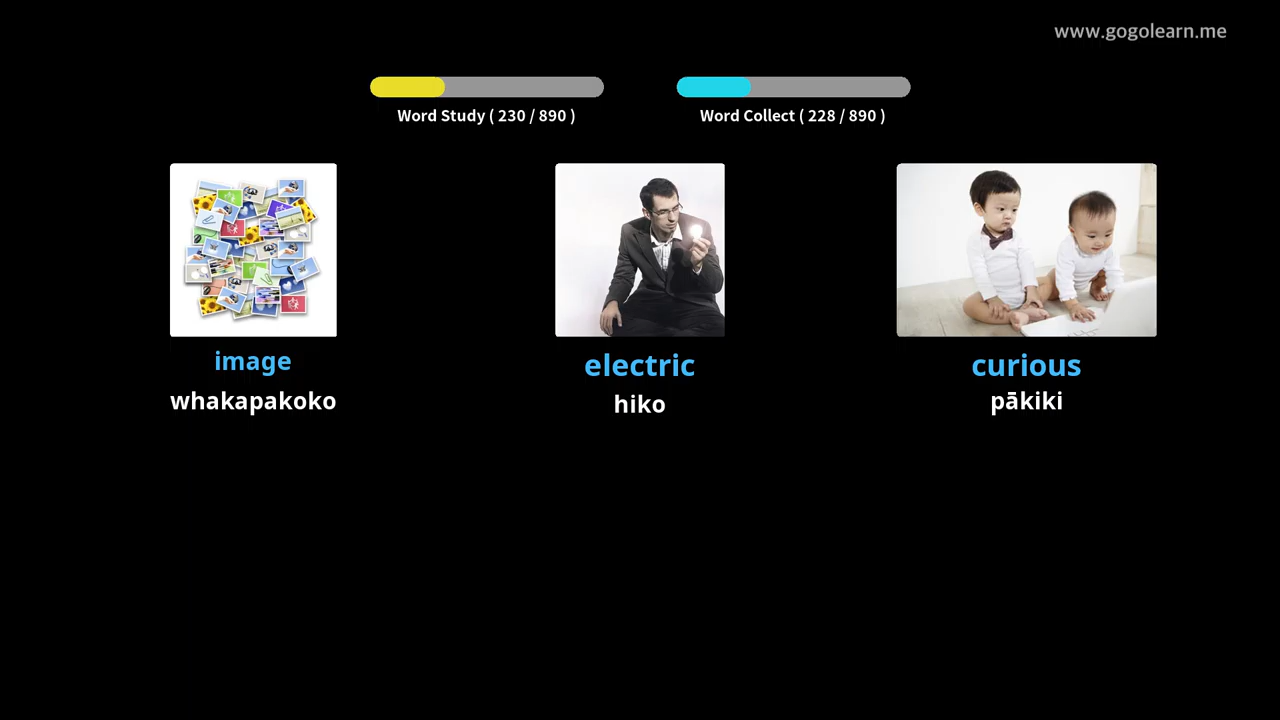 www.gogolearn.me
Word Study ( 230 / 890 )
Word Collect ( 228 / 890 )
image
whakapakoko
electric
hiko
curious
pākiki